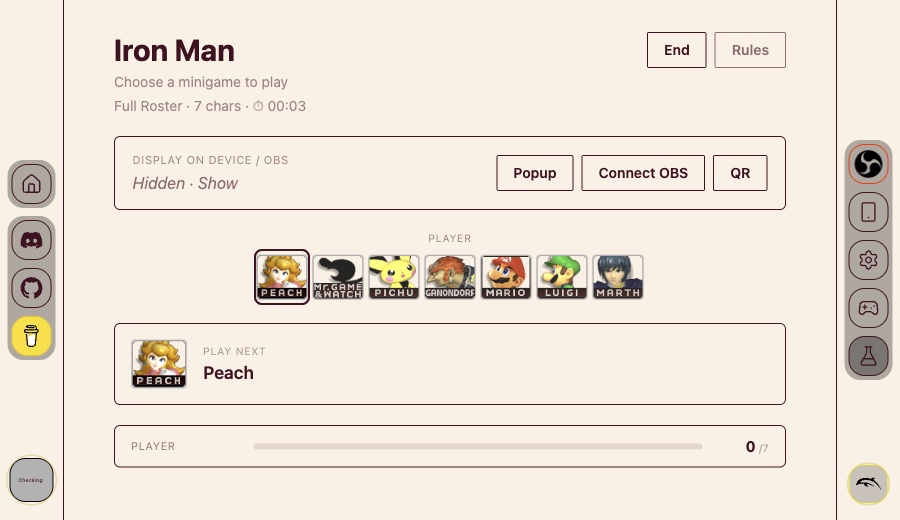 Iron Man
End
Rules
Choose a minigame to play
Full Roster · 7 chars · ⏱ 00:03
DISPLAY ON DEVICE / OBS
Hidden · Show
Popup
Connect OBS
QR
PLAYER
PEACH
MR. GAME
& WATCH
PICHU
GANONDORF
MARIO
LUIGI
MARTH
PEACH
PLAY NEXT
Peach
PLAYER
0 /7
Checking